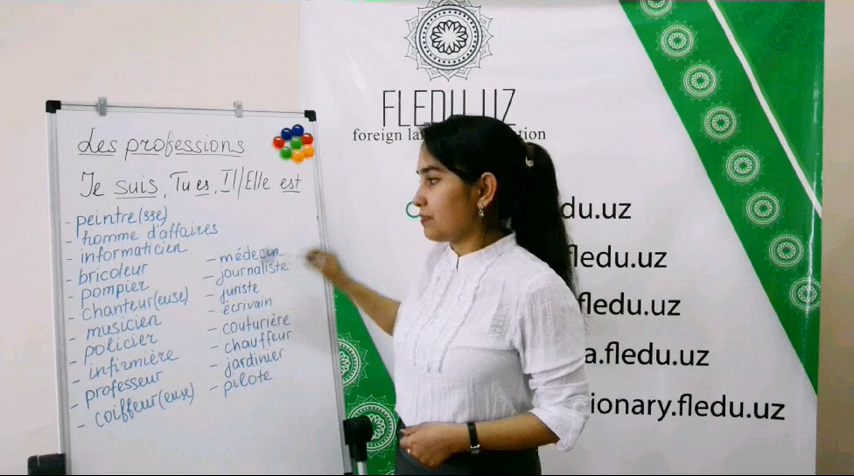 Les professions
Je suis, Tu es, Il/Elle est
- peintre(sse)
- homme d'affaires
- informaticien
- bricoleur
- pompier
- chanteur(euse)
- musicien
- policier
- infirmière
- professeur
- coiffeur(euse)
- médecin
- journaliste
- juriste
- écrivain
- couturière
- chauffeur
- jardinier
- pilote
FLEDU.UZ
foreign
du.uz
fledu.uz
fledu.uz
a.fledu.uz
ionary.fledu.uz